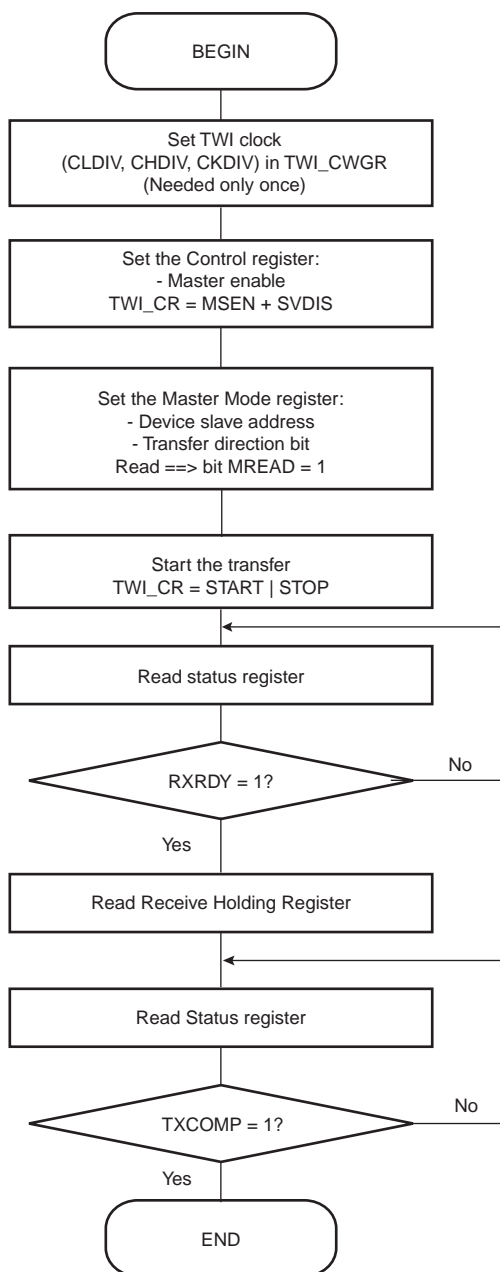 BEGIN
Set TWI clock
(CLDIV, CHDIV, CKDIV) in TWI_CWGR
(Needed only once)
Set the Control register:
- Master enable
TWI_CR = MSEN + SVDIS
Set the Master Mode register:
- Device slave address
- Transfer direction bit
Read ==> bit MREAD = 1
Start the transfer
TWI_CR = START | STOP
Read status register
RXRDY = 1?
No
Yes
Read Receive Holding Register
Read Status register
TXCOMP = 1?
No
Yes
END